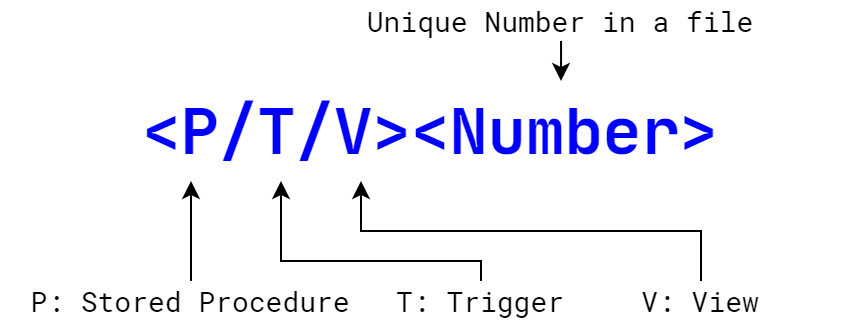 Unique Number in a file
<P/T/V><Number>
P: Stored Procedure T: Trigger V: View